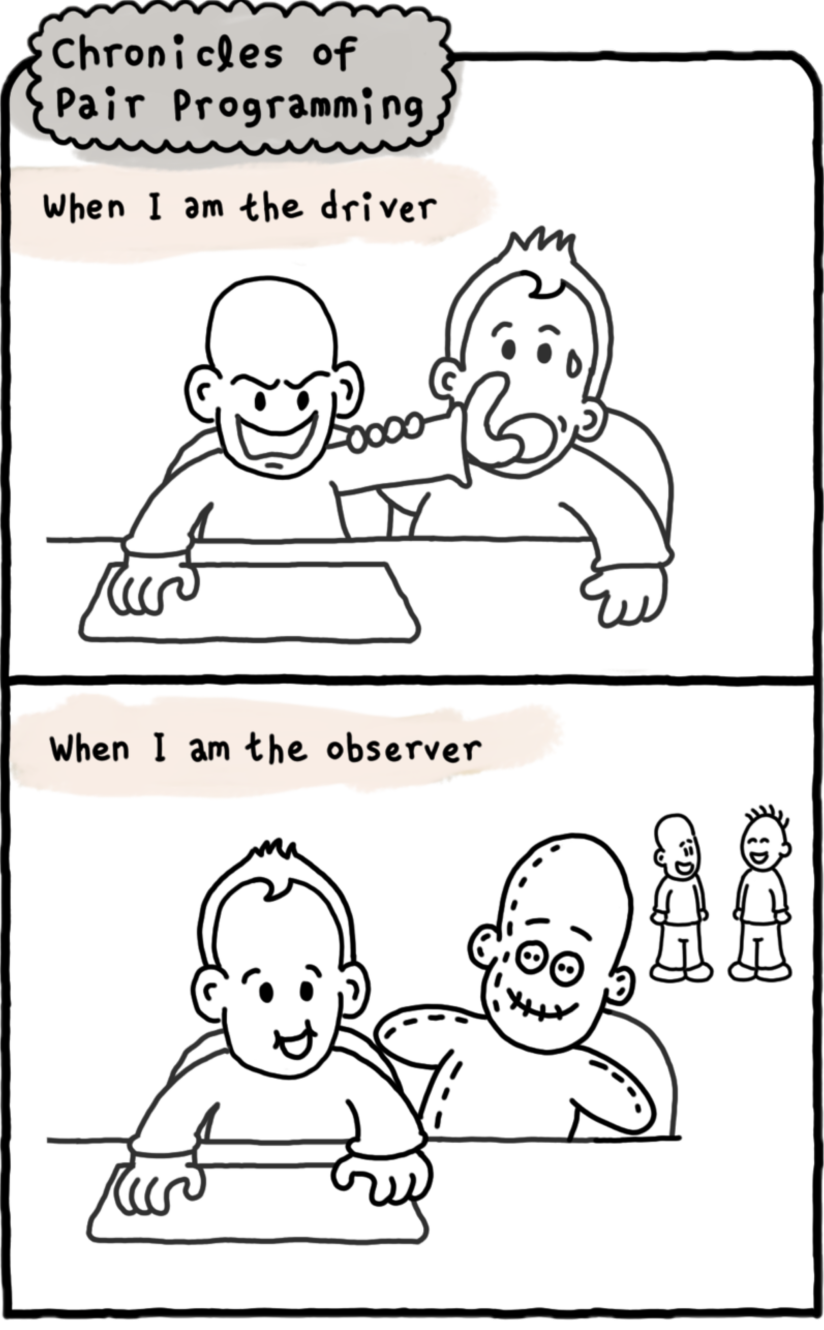 Chronicles of
Pair Programming
When I am the driver
When I am the observer